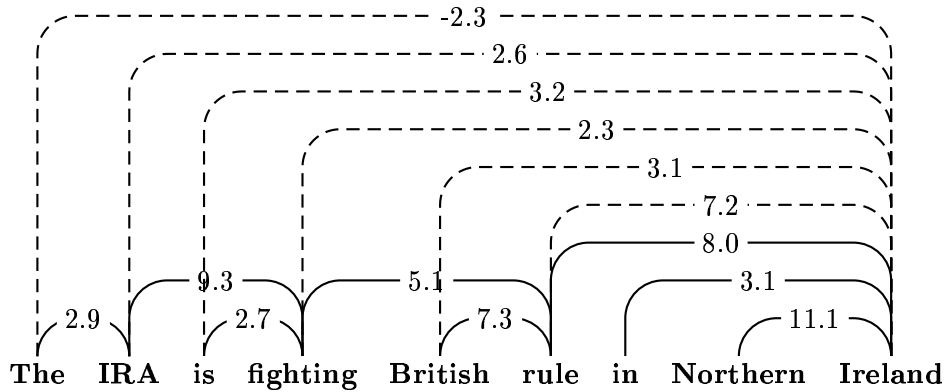 -2.3
2.6
3.2
2.3
3.1
7.2
8.0
9.3 5.1 3.1
2.9 2.7 7.3 11.1
The IRA is fighting British rule in Northern Ireland